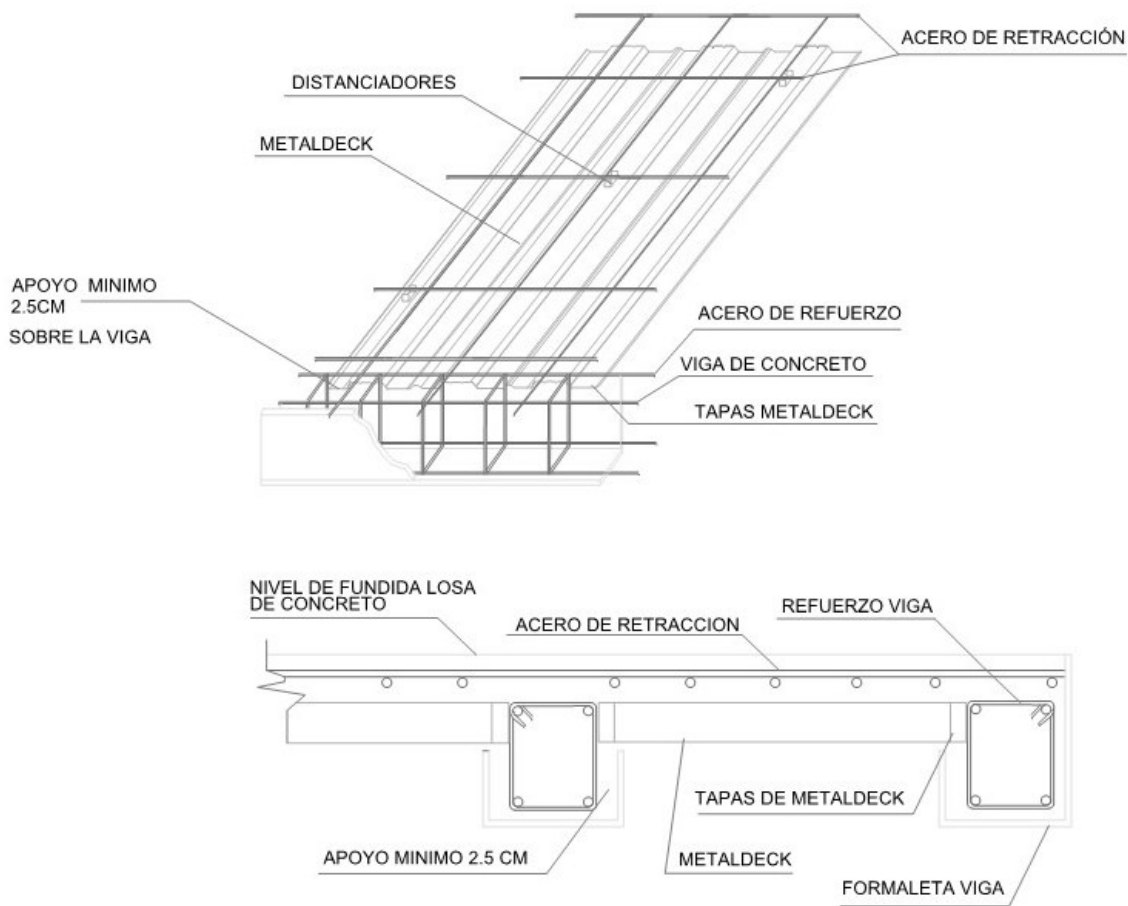 ACERO DE RETRACCIÓN
DISTANCIADORES
METALDECK
APOYO MINIMO
2.5CM
SOBRE LA VIGA
ACERO DE REFUERZO
VIGA DE CONCRETO
TAPAS METALDECK
NIVEL DE FUNDIDA LOSA
DE CONCRETO
ACERO DE RETRACCION
REFUERZO VIGA
TAPAS DE METALDECK
APOYO MINIMO 2.5 CM
METALDECK
FORMALETA VIGA